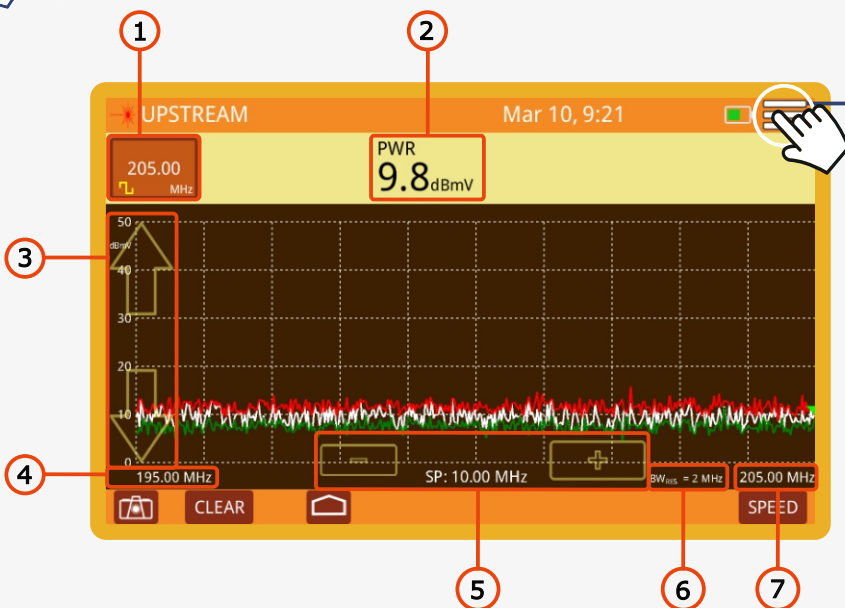 1
2
UPSTREAM
Mar 10, 9:21
205.00
MHz
PWR
9.8 dBmV
3
50
dBmV
40
30
20
10
0
4
195.00 MHz
SP: 10.00 MHz
BWRES = 2 MHz
205.00 MHz
CLEAR
SPEED
5
6
7